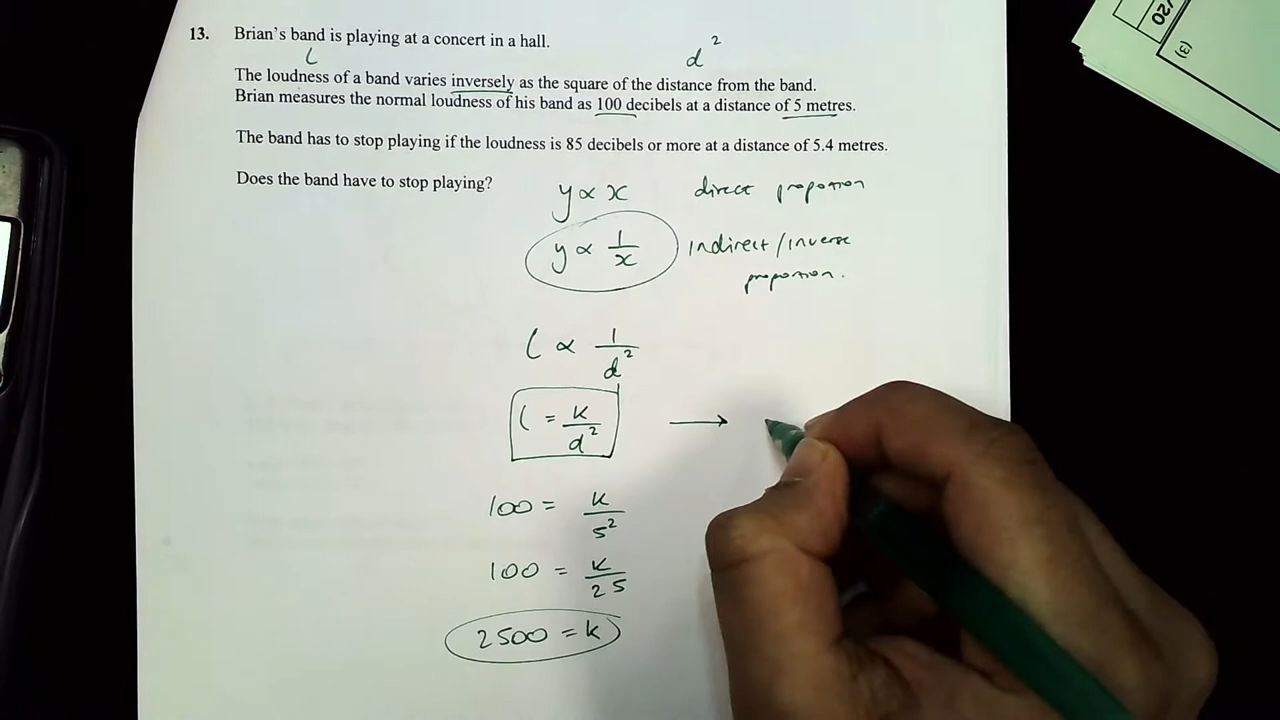 13. Brian's band is playing at a concert in a hall.
L d²
The loudness of a band varies inversely as the square of the distance from the band.
Brian measures the normal loudness of his band as 100 decibels at a distance of 5 metres.
The band has to stop playing if the loudness is 85 decibels or more at a distance of 5.4 metres.
Does the band have to stop playing?
y ∝ x direct proportion
y ∝ 1/x indirect/inverse
proportion.
L ∝ 1/d²
L = k/d² →
100 = k/5²
100 = k/25
2500 = k
/20
(3)